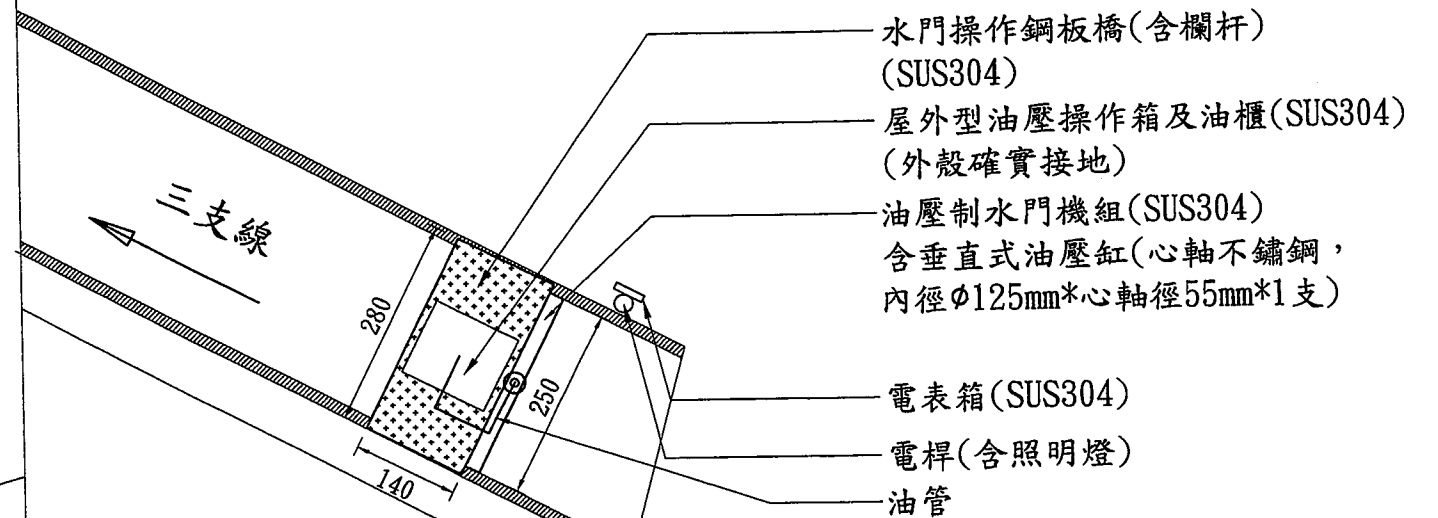 水門操作鋼板橋(含欄杆)
(SUS304)
屋外型油壓操作箱及油櫃(SUS304)
(外殼確實接地)
油壓制水門機組(SUS304)
含垂直式油壓缸(心軸不鏽鋼，
內徑φ125mm*心軸徑55mm*1支)
三支線
280
250
140
電表箱(SUS304)
電桿(含照明燈)
油管